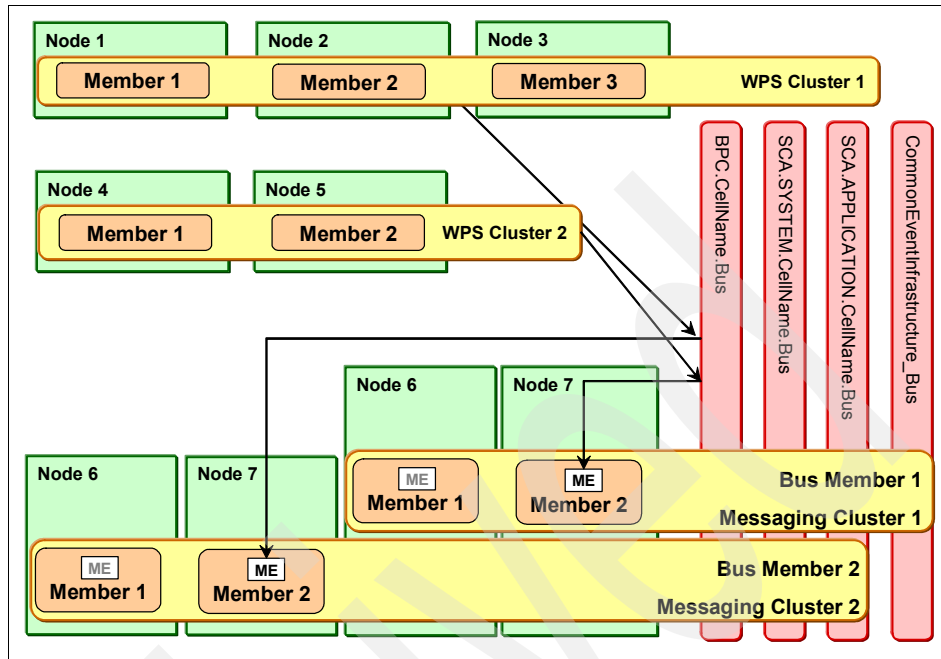 Node 1
Node 2
Node 3
Member 1
Member 2
Member 3
WPS Cluster 1
Node 4
Node 5
Member 1
Member 2
WPS Cluster 2
BPC.CellName.Bus
SCA.SYSTEM.CellName.Bus
SCA.APPLICATION.CellName.Bus
CommonEventInfrastructure_Bus
Node 6
Node 7
ME
Member 1
ME
Member 2
Bus Member 1
Messaging Cluster 1
Node 6
Node 7
ME
Member 1
ME
Member 2
Bus Member 2
Messaging Cluster 2